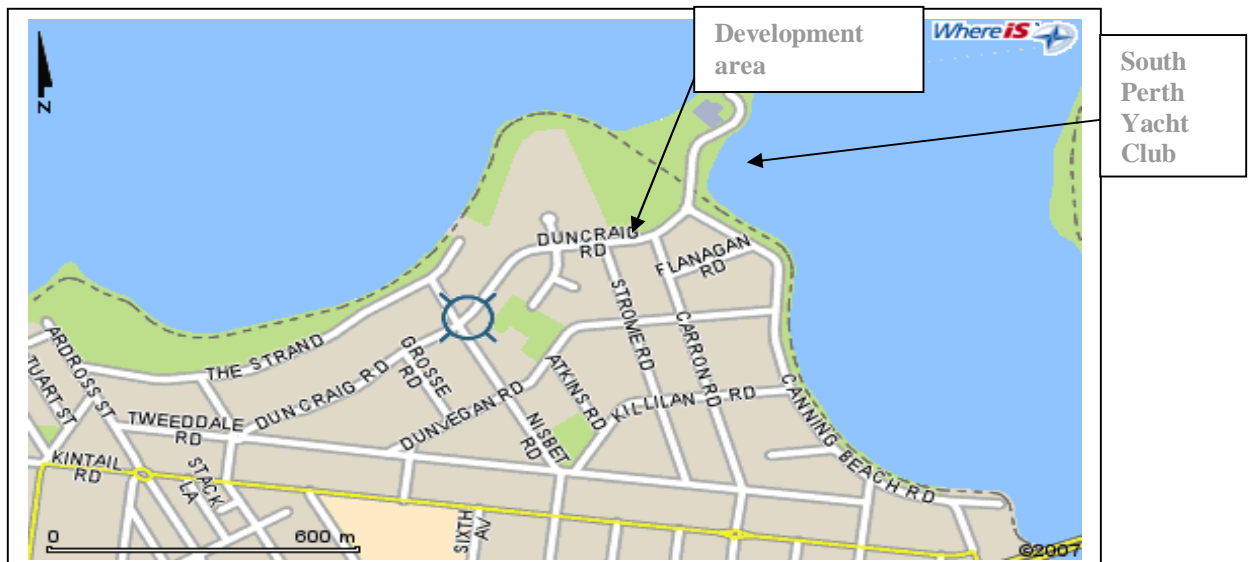 Development
area
WhereiS
South
Perth
Yacht
Club
N
DUNCRAIG
RD
FLANAGAN
RD
STROME RD
CARRON RD
THE STRAND
GROSSE
RD
ARDROSS ST
TUART ST
DUNCRAIG RD
ATKINS RD
TWEEDDALE
RD
DUNVEGAN RD
KILLILAN RD
NISBET
RD
CANNING BEACH RD
KINTAIL
RD
STACK
LA
SIXTH
AV
0 600 m
©2007